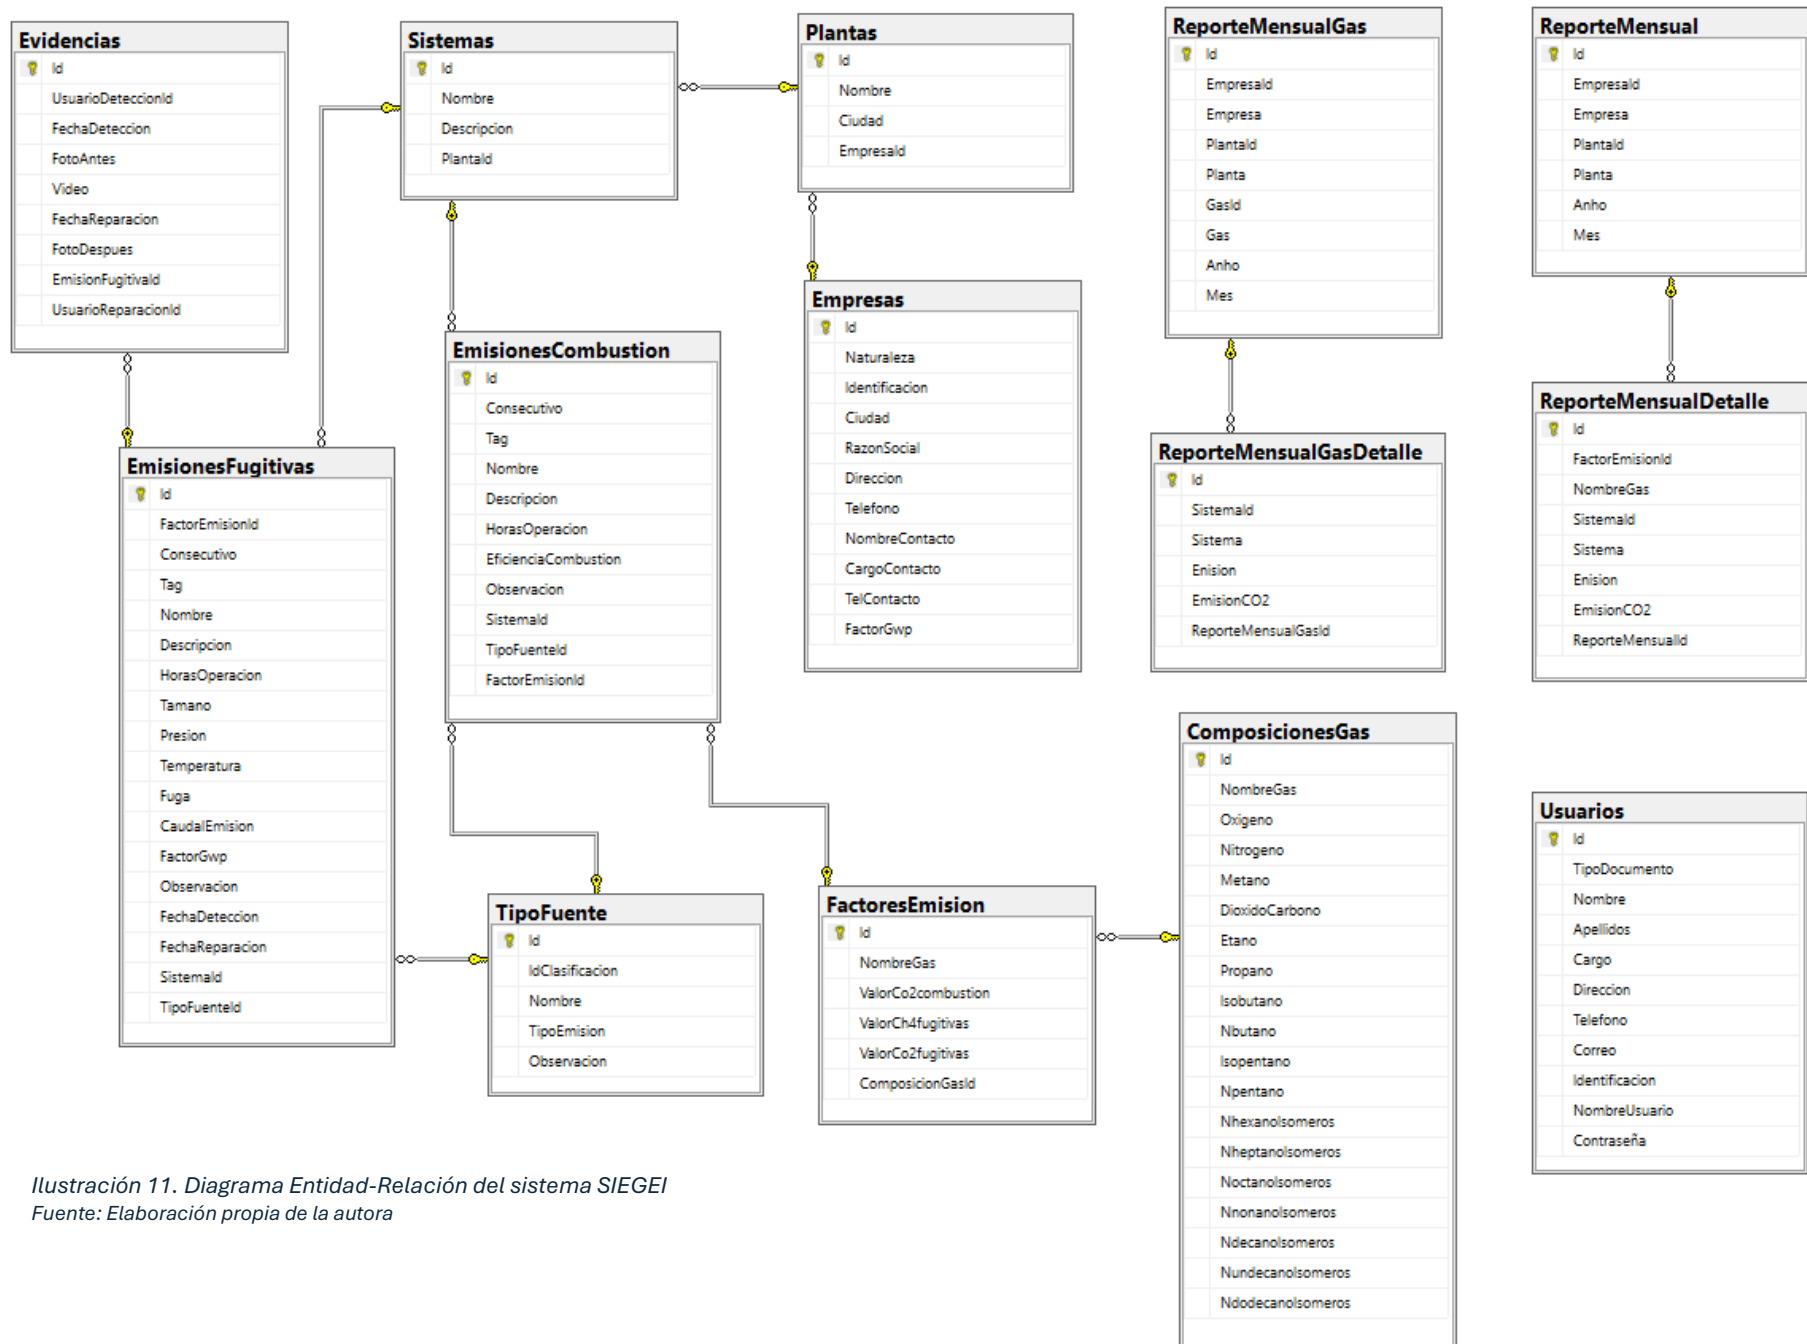 Evidencias
Id
UsuarioDeteccionId
FechaDeteccion
FotoAntes
Video
FechaReparacion
FotoDespues
EmisionFugitivaId
UsuarioReparacionId
Sistemas
Id
Nombre
Descripcion
PlantaId
Plantas
Id
Nombre
Ciudad
EmpresaId
ReporteMensualGas
Id
EmpresaId
Empresa
PlantaId
Planta
GasId
Gas
Anho
Mes
ReporteMensual
Id
EmpresaId
Empresa
PlantaId
Planta
Anho
Mes
EmisionesFugitivas
Id
FactorEmisionId
Consecutivo
Tag
Nombre
Descripcion
HorasOperacion
Tamano
Presion
Temperatura
Fuga
CaudalEmision
FactorGwp
Observacion
FechaDeteccion
FechaReparacion
SistemaId
TipoFuenteId
EmisionesCombustion
Id
Consecutivo
Tag
Nombre
Descripcion
HorasOperacion
EficienciaCombustion
Observacion
SistemaId
TipoFuenteId
FactorEmisionId
Empresas
Id
Naturaleza
Identificacion
Ciudad
RazonSocial
Direccion
Telefono
NombreContacto
CargoContacto
TelContacto
FactorGwp
ReporteMensualGasDetalle
Id
SistemaId
Sistema
Enision
EmisionCO2
ReporteMensualGasId
ReporteMensualDetalle
Id
FactorEmisionId
NombreGas
SistemaId
Sistema
Enision
EmisionCO2
ReporteMensualId
TipoFuente
Id
IdClasificacion
Nombre
TipoEmision
Observacion
FactoresEmision
Id
NombreGas
ValorCo2combustion
ValorCh4fugitivas
ValorCo2fugitivas
ComposicionGasId
ComposicionesGas
Id
NombreGas
Oxigeno
Nitrogeno
Metano
DioxidoCarbono
Etano
Propano
Isobutano
Nbutano
Isopentano
Npentano
NhexanoIsomeros
NheptanoIsomeros
NoctanoIsomeros
NnonanoIsomeros
NdecanoIsomeros
NundecanoIsomeros
NdodecanoIsomeros
Usuarios
Id
TipoDocumento
Nombre
Apellidos
Cargo
Direccion
Telefono
Correo
Identificacion
NombreUsuario
Contraseña
Ilustración 11. Diagrama Entidad-Relación del sistema SIEGEI
Fuente: Elaboración propia de la autora